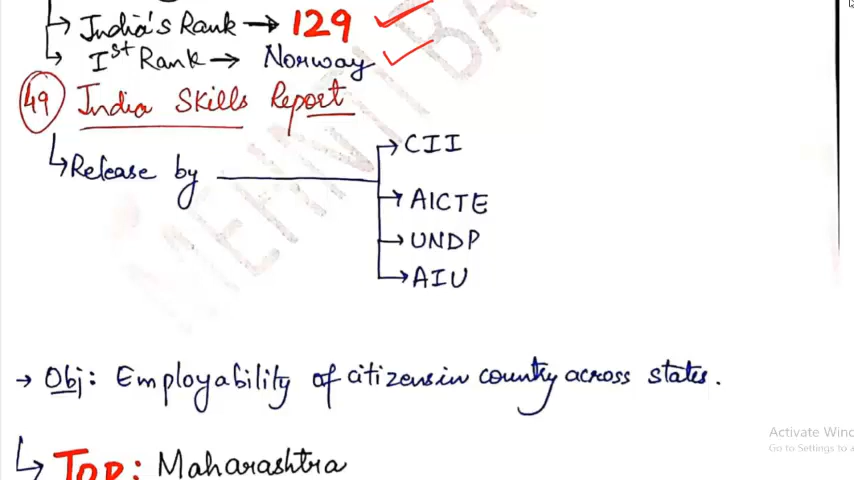 ↳ India's Rank → 129 ✓
↳ Ist Rank → Norway ✓
49 India Skills Report
↳ Release by → CII
→ AICTE
→ UNDP
→ AIU
→ Obj: Employability of citizens in country across states.
↳ Top: Maharashtra
Activate Winc
Go to Settings to a